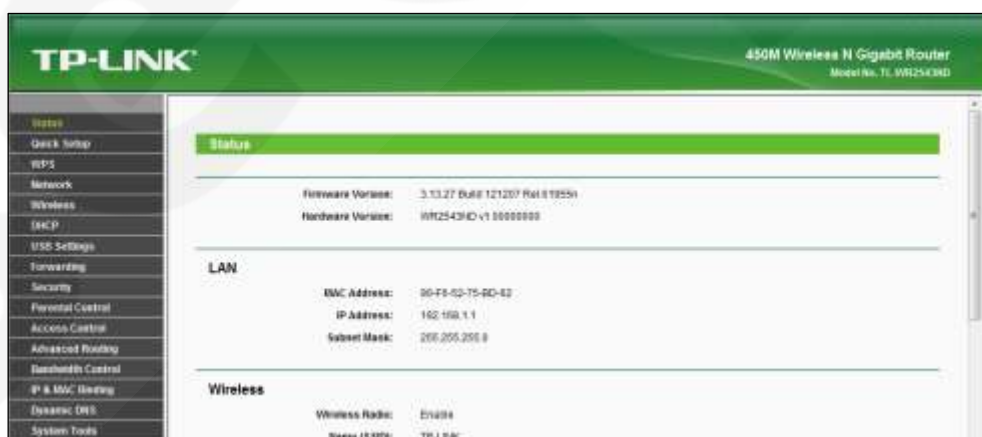 TP-LINK
450M Wireless N Gigabit Router
Model No. TL-WR2543ND
Status
Quick Setup
WPS
Network
Wireless
DHCP
USB Settings
Forwarding
Security
Parental Control
Access Control
Advanced Routing
Bandwidth Control
IP & MAC Binding
Dynamic DNS
System Tools
Status
Firmware Version: 3.13.27 Build 121207 Rel.
Hardware Version: WR2543ND v1 00000000
LAN
MAC Address:
IP Address: 192.168.1.1
Subnet Mask: 255.255.255.0
Wireless
Wireless Radio: Enable